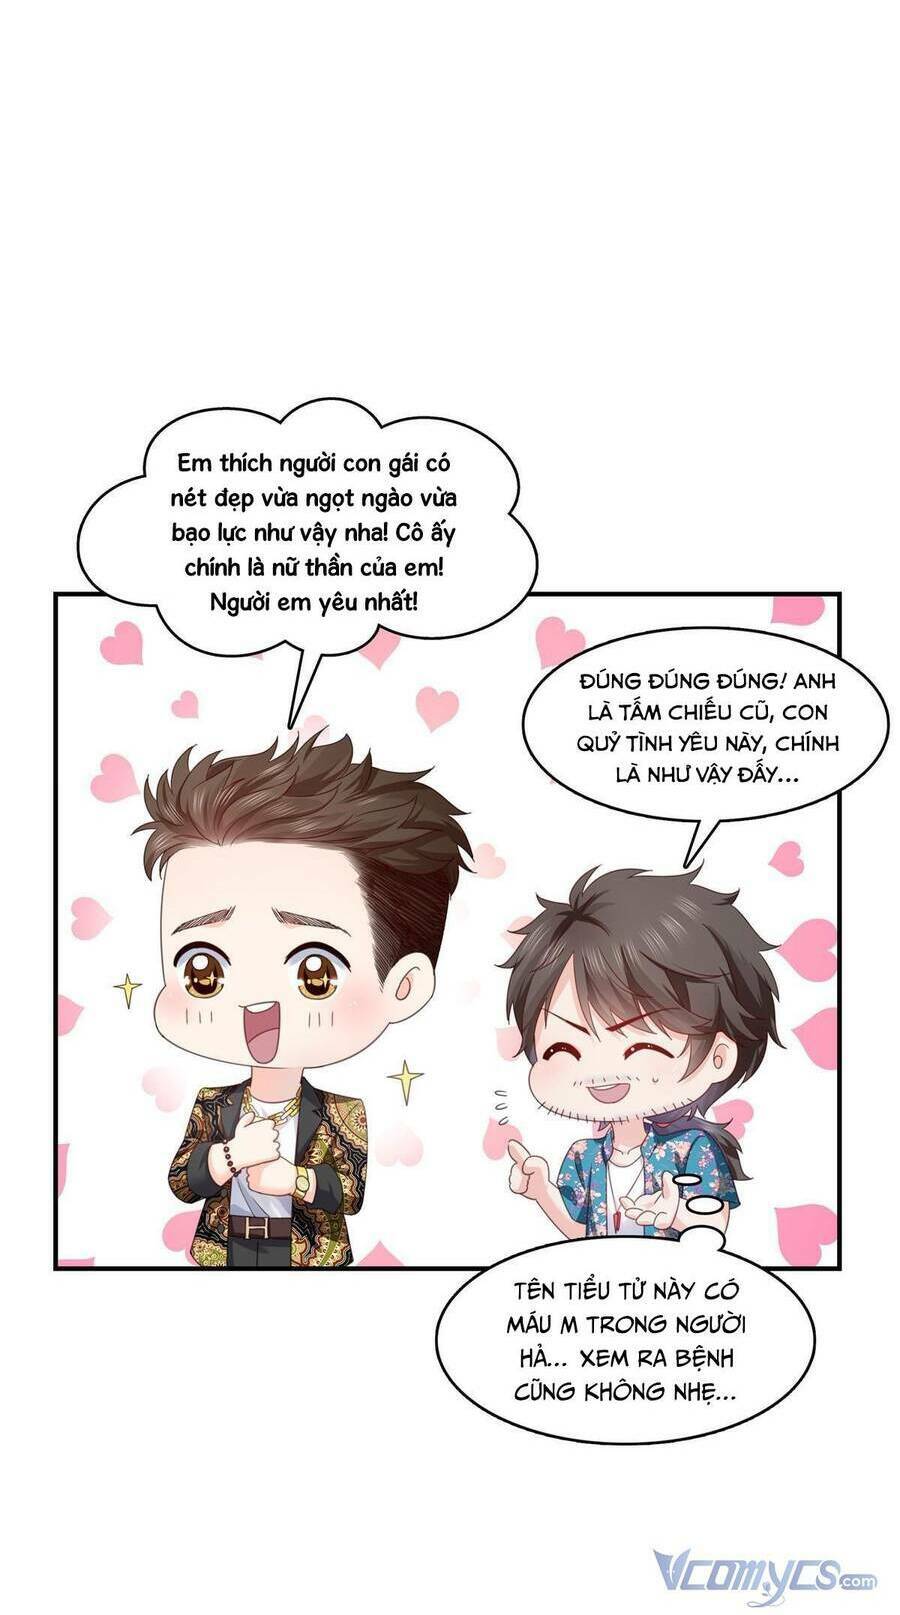 Em thích người con gái có
nét đẹp vừa ngọt ngào vừa
bạo lực như vậy nha! Cô ấy
chính là nữ thần của em!
Người em yêu nhất!
ĐÚNG ĐÚNG ĐÚNG! ANH
LÀ TẤM CHIẾU CŨ, CON
QUỶ TÌNH YÊU NÀY, CHÍNH
LÀ NHƯ VẬY ĐẤY...
TÊN TIỂU TỬ NÀY CÓ
MÁU M TRONG NGƯỜI
HẢ... XEM RA BỆNH
CŨNG KHÔNG NHẸ...
VCOMYCS.com